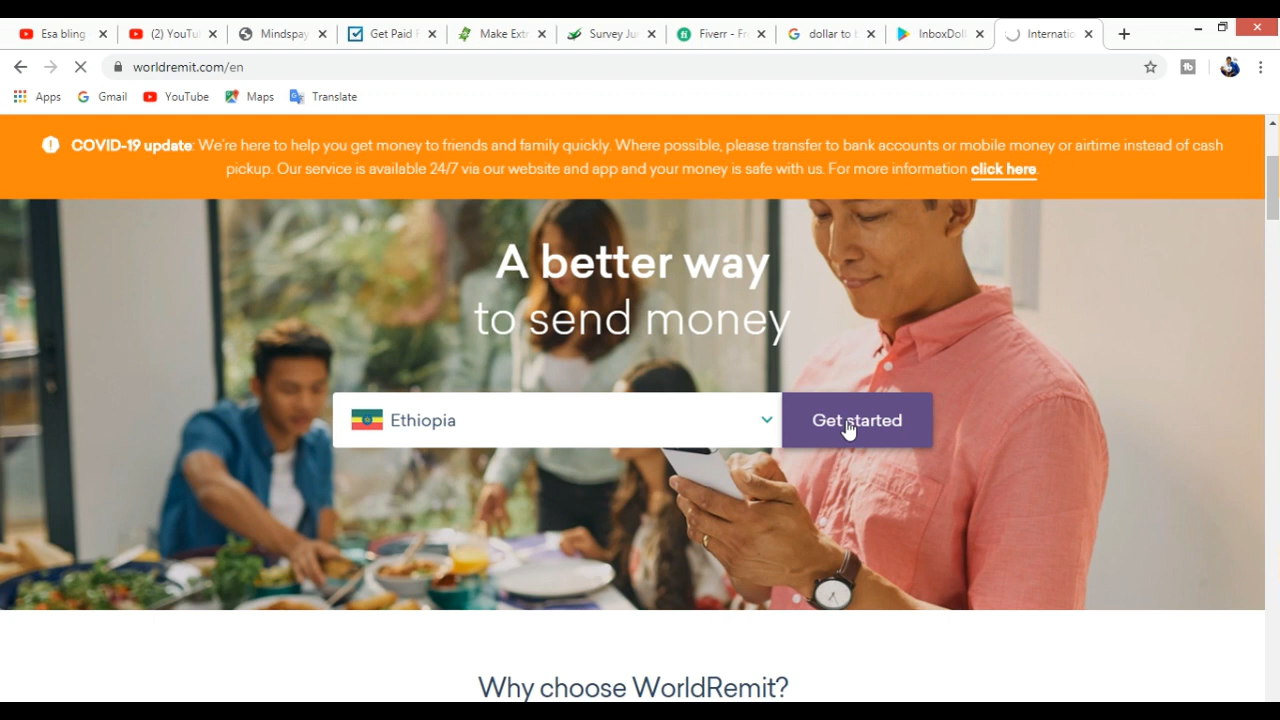 Esa bling
(2) YouTu
Mindspay
Get Paid
Make Extr
Survey Ju
Fiverr - Fr
dollar to
InboxDoll
Internatio
worldremit.com/en
Apps
Gmail
YouTube
Maps
Translate
COVID-19 update: We're here to help you get money to friends and family quickly. Where possible, please transfer to bank accounts or mobile money or airtime instead of cash
pickup. Our service is available 24/7 via our website and app and your money is safe with us. For more information click here.
A better way
to send money
Ethiopia
Get started
Why choose WorldRemit?